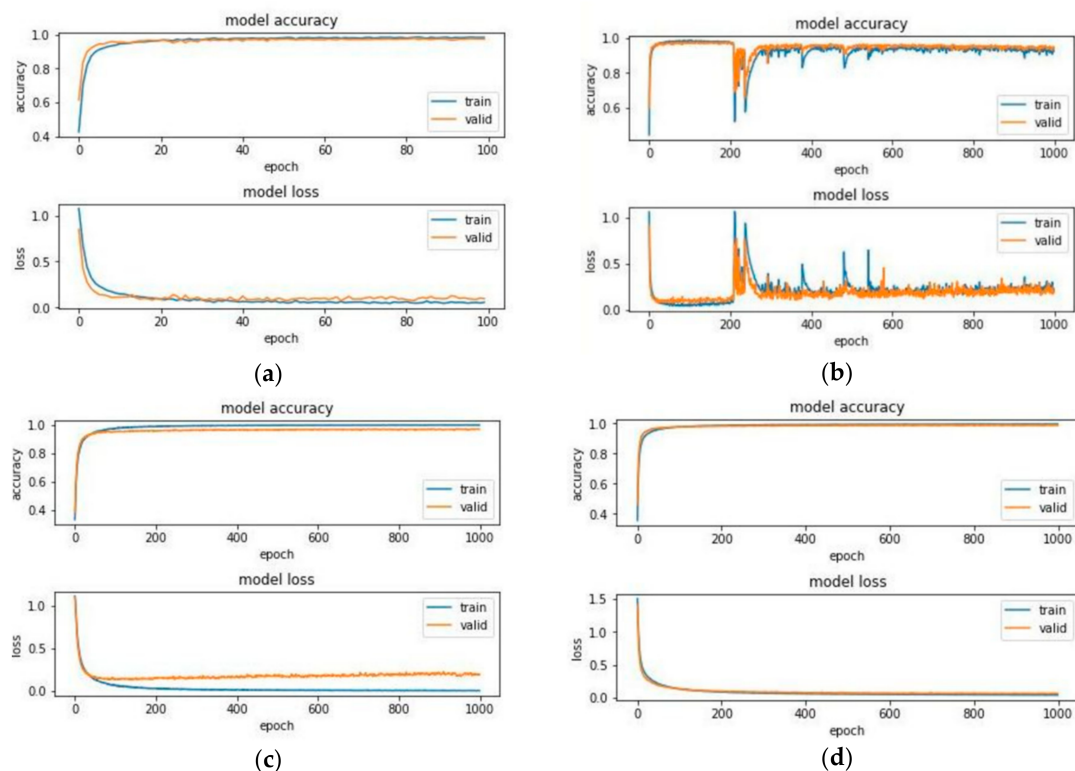 model accuracy
1.0
0.8
0.6
0.4
accuracy
train
valid
0 20 40 60 80 100
epoch
model loss
1.0
0.5
0.0
loss
train
valid
0 20 40 60 80 100
epoch
(a)
model accuracy
1.0
0.8
0.6
accuracy
train
valid
0 200 400 600 800 1000
epoch
model loss
1.0
0.5
0.0
loss
train
valid
0 200 400 600 800 1000
epoch
(b)
model accuracy
1.0
0.8
0.6
0.4
accuracy
train
valid
0 200 400 600 800 1000
epoch
model loss
1.0
0.5
0.0
loss
train
valid
0 200 400 600 800 1000
epoch
(c)
model accuracy
1.0
0.8
0.6
0.4
accuracy
train
valid
0 200 400 600 800 1000
epoch
model loss
1.5
1.0
0.5
0.0
loss
train
valid
0 200 400 600 800 1000
epoch
(d)